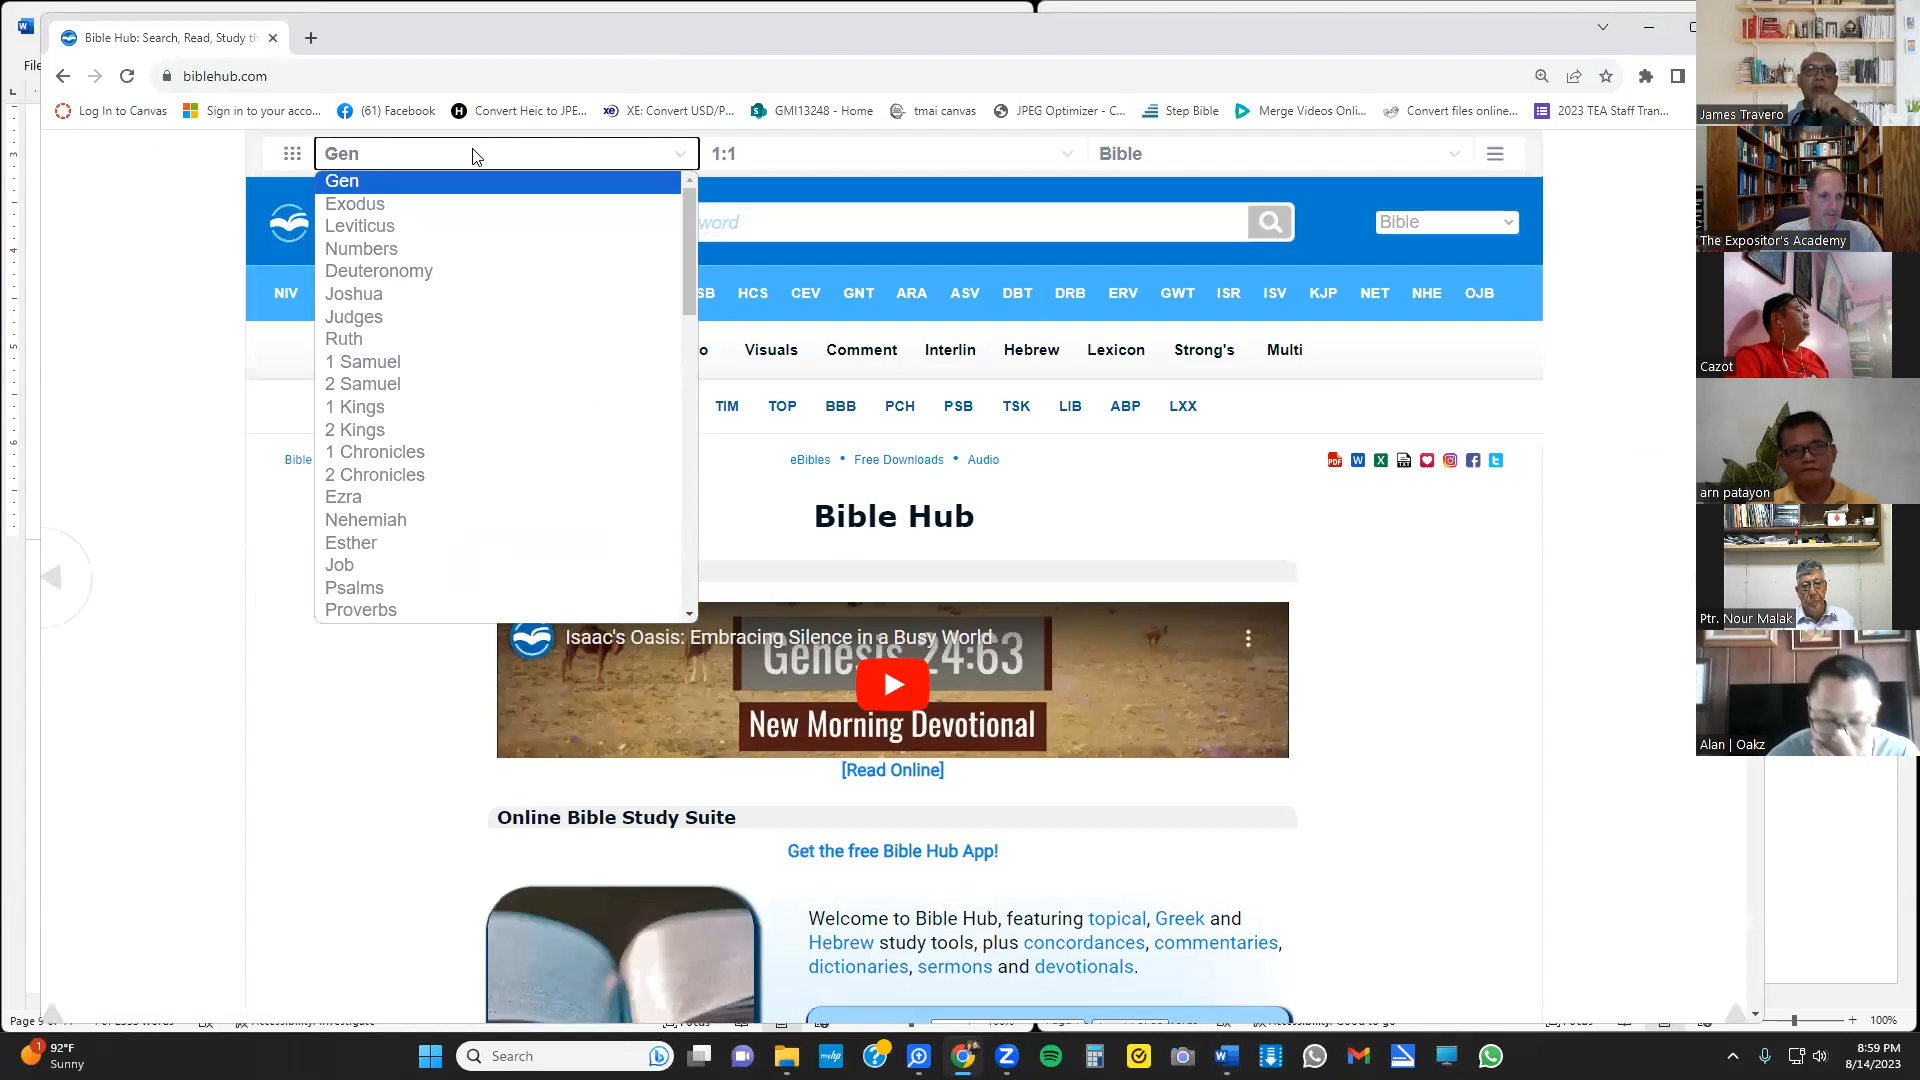 Bible Hub: Search, Read, Study th
File
biblehub.com
Log In to Canvas
Sign in to your acco...
(61) Facebook
Convert Heic to JPE...
XE: Convert USD/P...
GMI13248 - Home
tmai canvas
JPEG Optimizer - C...
Step Bible
Merge Videos Onli...
Convert files online...
2023 TEA Staff Tran...
James Travero
The Expositor's Academy
Cazot
arn patayon
Ptr. Nour Malak
Alan | Oakz
Gen
1:1
Bible
Gen
Exodus
Leviticus
Numbers
Deuteronomy
Joshua
Judges
Ruth
1 Samuel
2 Samuel
1 Kings
2 Kings
1 Chronicles
2 Chronicles
Ezra
Nehemiah
Esther
Job
Psalms
Proverbs
word
Bible
NIV
SB HCS CEV GNT ARA ASV DBT DRB ERV GWT ISR ISV KJP NET NHE OJB
o Visuals Comment Interlin Hebrew Lexicon Strong's Multi
TIM TOP BBB PCH PSB TSK LIB ABP LXX
Bible
eBibles • Free Downloads • Audio
Bible Hub
Isaac's Oasis: Embracing Silence in a Busy World
Genesis 24:63
New Morning Devotional
[Read Online]
Online Bible Study Suite
Get the free Bible Hub App!
Welcome to Bible Hub, featuring topical, Greek and
Hebrew study tools, plus concordances, commentaries,
dictionaries, sermons and devotionals.
100%
92°F
Sunny
Search
8:59 PM
8/14/2023